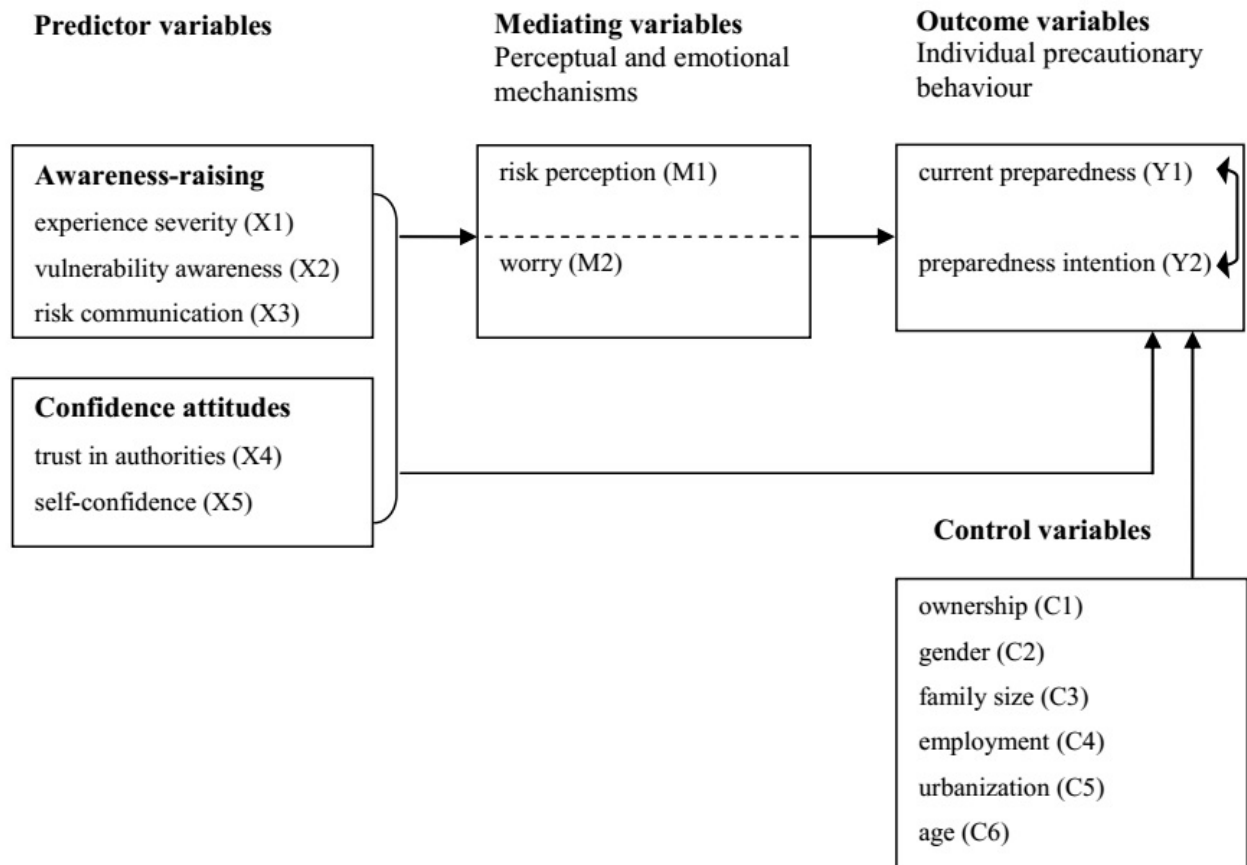 Predictor variables
Mediating variables
Perceptual and emotional
mechanisms
Outcome variables
Individual precautionary
behaviour
Awareness-raising
experience severity (X1)
vulnerability awareness (X2)
risk communication (X3)
Confidence attitudes
trust in authorities (X4)
self-confidence (X5)
risk perception (M1)
worry (M2)
current preparedness (Y1)
preparedness intention (Y2)
Control variables
ownership (C1)
gender (C2)
family size (C3)
employment (C4)
urbanization (C5)
age (C6)